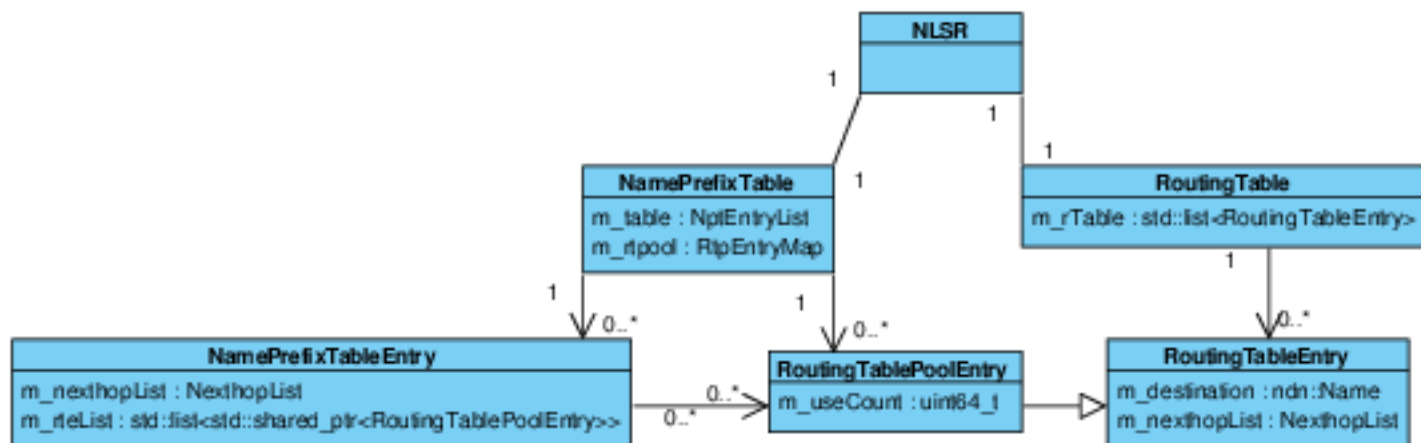 NLSR
1
1
NamePrefixTable
m_table : NptEntryList
m_rtpool : RtpEntryMap
1
1
RoutingTable
m_rTable : std::list<RoutingTableEntry>
1
0..*
1
0..*
1
0..*
NamePrefixTableEntry
m_nexthopList : NexthopList
m_rteList : std::list<std::shared_ptr<RoutingTablePoolEntry>>
0..*
0..*
RoutingTablePoolEntry
m_useCount : uint64_t
RoutingTableEntry
m_destination : ndn::Name
m_nexthopList : NexthopList